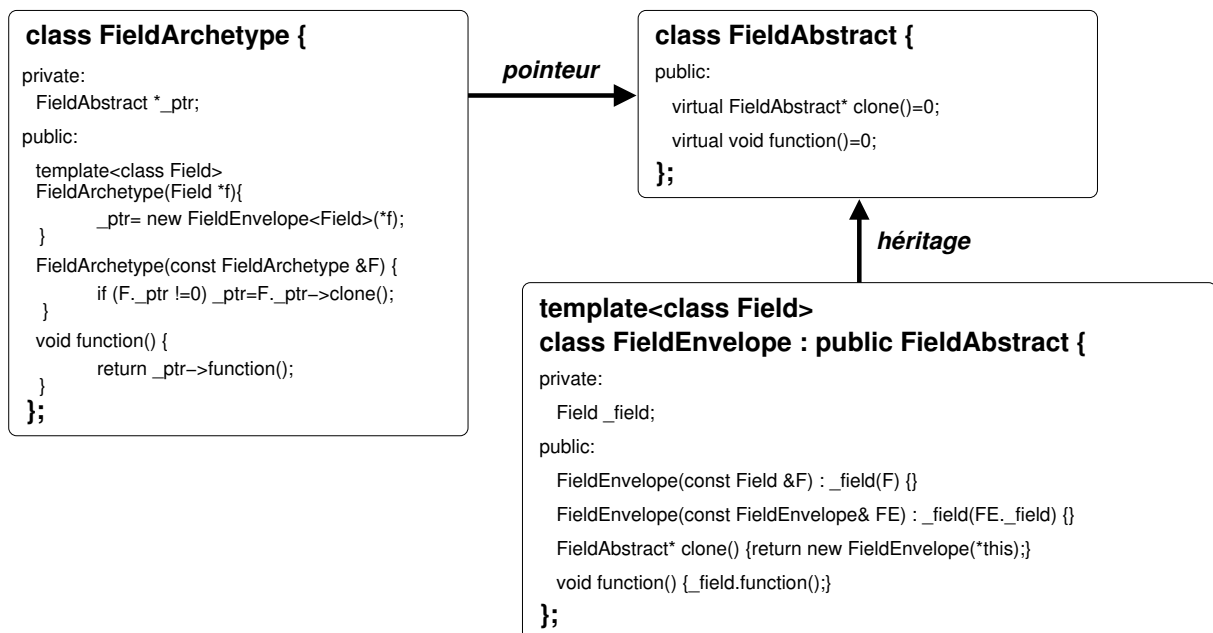 class FieldArchetype {
private:
FieldAbstract *_ptr;
public:
template<class Field>
FieldArchetype(Field *f){
_ptr= new FieldEnvelope<Field>(*f);
}
FieldArchetype(const FieldArchetype &F) {
if (F._ptr !=0) _ptr=F._ptr−>clone();
}
void function() {
return _ptr−>function();
}
};
pointeur
class FieldAbstract {
public:
virtual FieldAbstract* clone()=0;
virtual void function()=0;
};
héritage
template<class Field>
class FieldEnvelope : public FieldAbstract {
private:
Field _field;
public:
FieldEnvelope(const Field &F) : _field(F) {}
FieldEnvelope(const FieldEnvelope& FE) : _field(FE._field) {}
FieldAbstract* clone() {return new FieldEnvelope(*this);}
void function() {_field.function();}
};